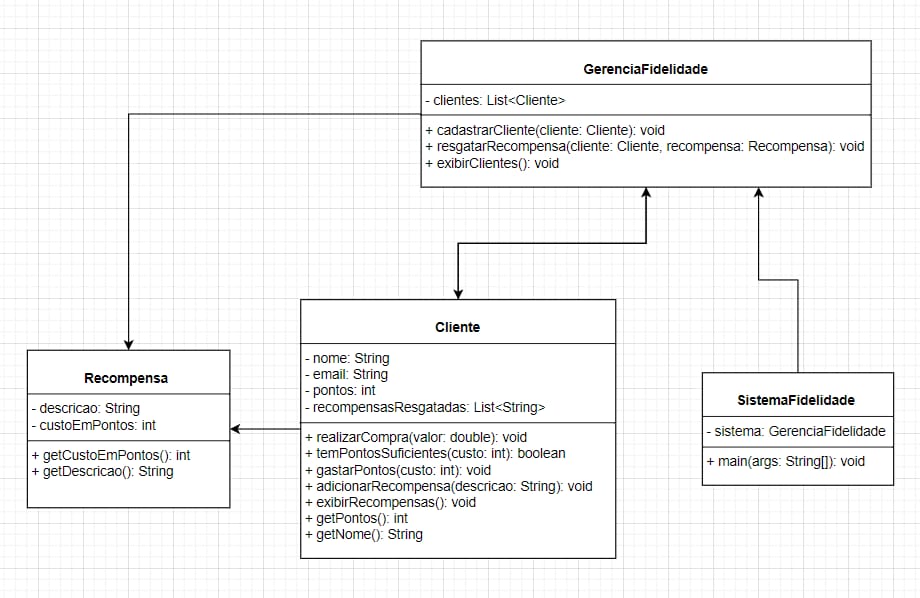 GerenciaFidelidade
- clientes: List<Cliente>
+ cadastrarCliente(cliente: Cliente): void
+ resgatarRecompensa(cliente: Cliente, recompensa: Recompensa): void
+ exibirClientes(): void
Cliente
- nome: String
- email: String
- pontos: int
- recompensasResgatadas: List<String>
+ realizarCompra(valor: double): void
+ temPontosSuficientes(custo: int): boolean
+ gastarPontos(custo: int): void
+ adicionarRecompensa(descricao: String): void
+ exibirRecompensas(): void
+ getPontos(): int
+ getNome(): String
Recompensa
- descricao: String
- custoEmPontos: int
+ getCustoEmPontos(): int
+ getDescricao(): String
SistemaFidelidade
- sistema: GerenciaFidelidade
+ main(args: String[]): void